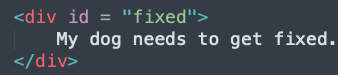 <div id = "fixed">
    My dog needs to get fixed.
</div>